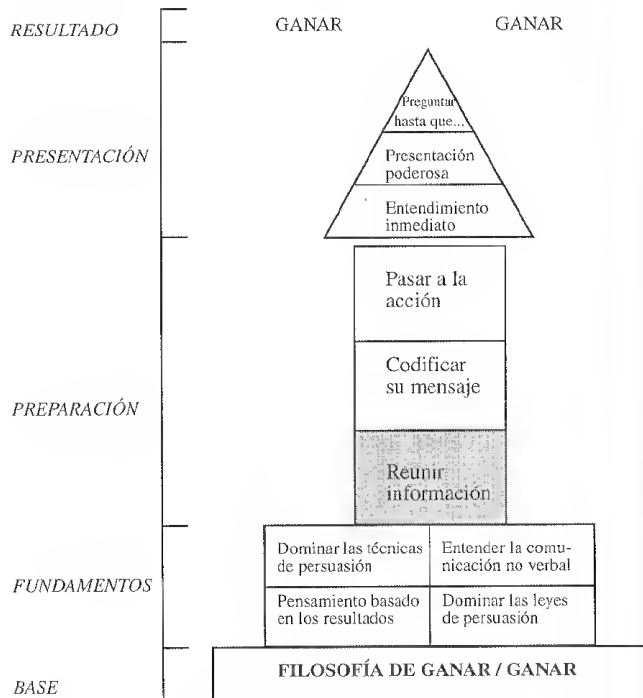 RESULTADO
GANAR GANAR
PRESENTACIÓN
Preguntar
hasta que...
Presentación
poderosa
Entendimiento
inmediato
PREPARACIÓN
Pasar a la
acción
Codificar
su mensaje
Reunir
información
FUNDAMENTOS
Dominar las técnicas
de persuasión
Entender la comu-
nicación no verbal
Pensamiento basado
en los resultados
Dominar las leyes
de persuasión
BASE
FILOSOFÍA DE GANAR / GANAR